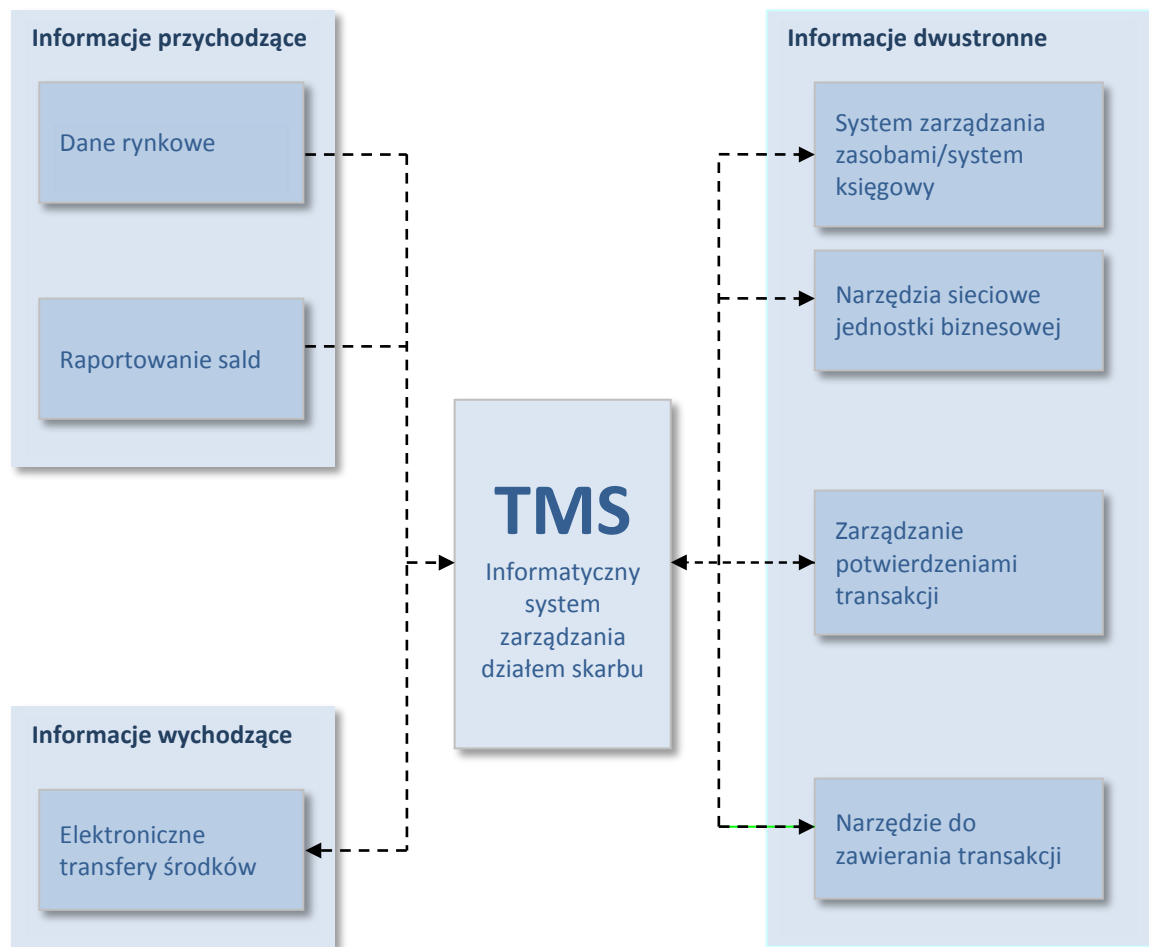 Informacje przychodzące
Dane rynkowe
Raportowanie sald
Informacje wychodzące
Elektroniczne
transfery środków
TMS
Informatyczny
system
zarządzania
działem skarbu
Informacje dwustronne
System zarządzania
zasobami/system
księgowy
Narzędzia sieciowe
jednostki biznesowej
Zarządzanie
potwierdzeniami
transakcji
Narzędzie do
zawierania transakcji